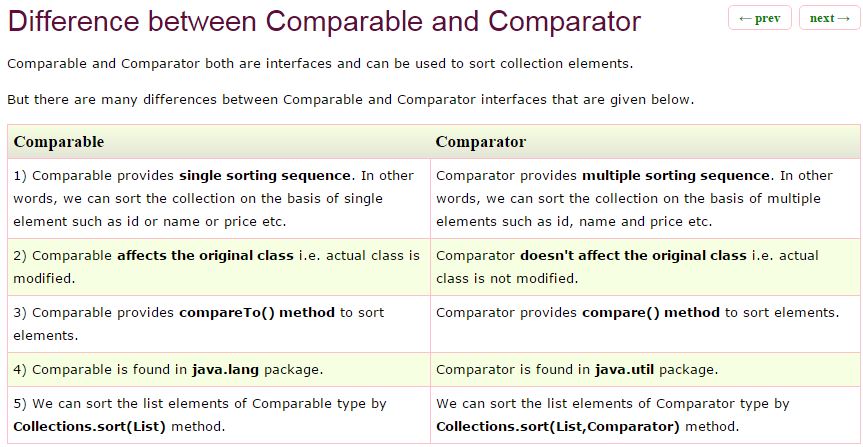 Difference between Comparable and Comparator
← prev
next →
Comparable and Comparator both are interfaces and can be used to sort collection elements.
But there are many differences between Comparable and Comparator interfaces that are given below.
Comparable
Comparator
1) Comparable provides single sorting sequence. In other
words, we can sort the collection on the basis of single
element such as id or name or price etc.
Comparator provides multiple sorting sequence. In other
words, we can sort the collection on the basis of multiple
elements such as id, name and price etc.
2) Comparable affects the original class i.e. actual class is
modified.
Comparator doesn't affect the original class i.e. actual
class is not modified.
3) Comparable provides compareTo() method to sort
elements.
Comparator provides compare() method to sort elements.
4) Comparable is found in java.lang package.
Comparator is found in java.util package.
5) We can sort the list elements of Comparable type by
Collections.sort(List) method.
We can sort the list elements of Comparator type by
Collections.sort(List,Comparator) method.